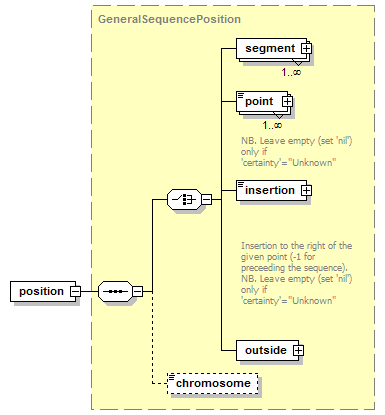 GeneralSequencePosition
segment
1..∞
point
1..∞
NB. Leave empty (set 'nil')
only if
'certainty'="Unknown"
insertion
Insertion to the right of the
given point (-1 for
preceeding the sequence).
NB. Leave empty (set 'nil')
only if
'certainty'="Unknown"
position
outside
chromosome